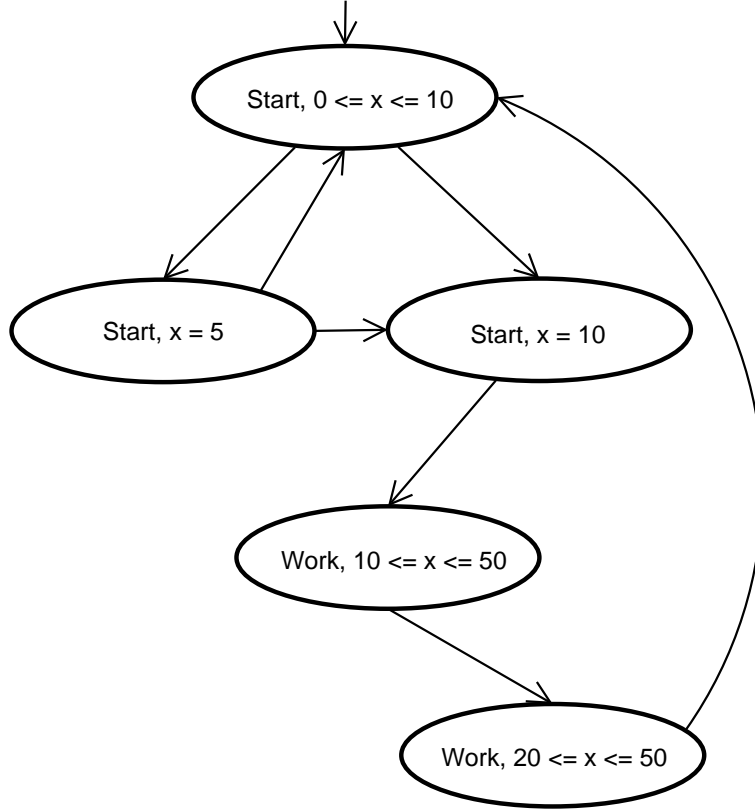 Start, 0 <= x <= 10
Start, x = 5
Start, x = 10
Work, 10 <= x <= 50
Work, 20 <= x <= 50